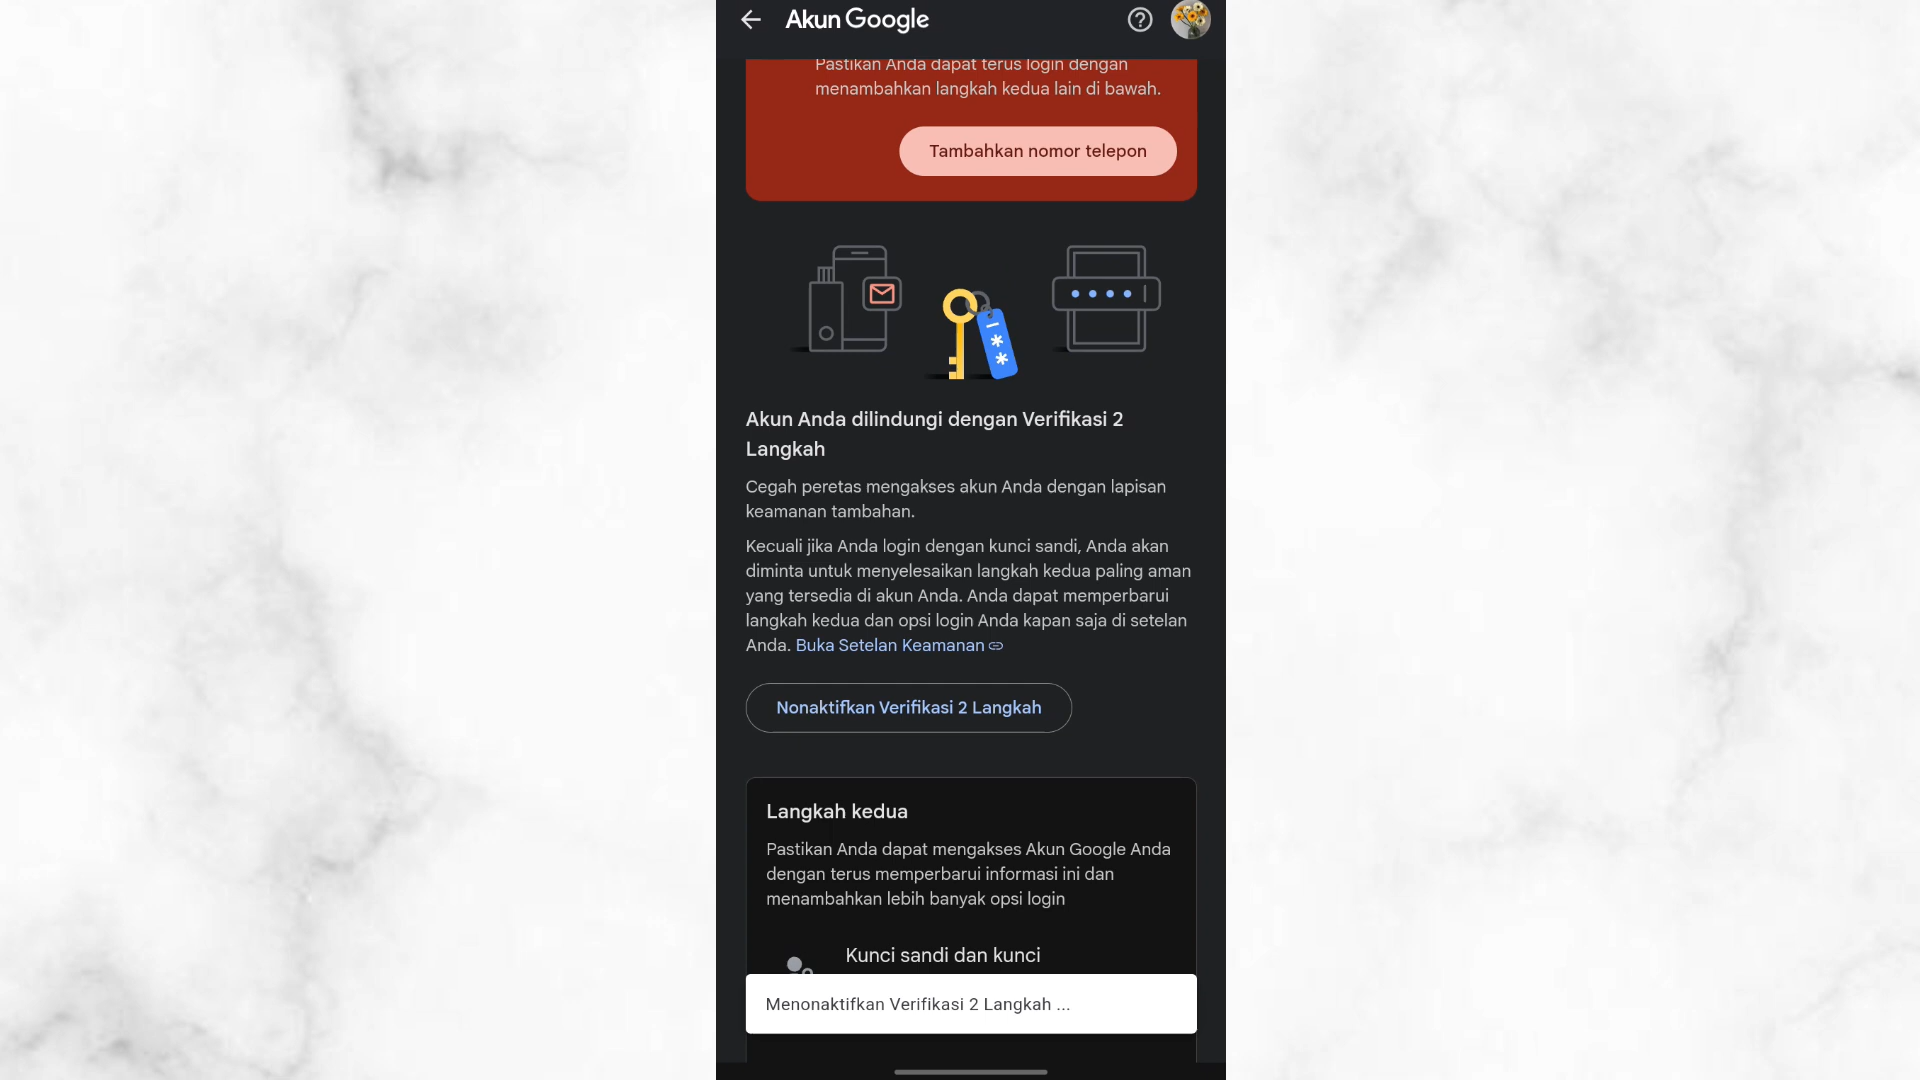 Akun Google
Pastikan Anda dapat terus login dengan
menambahkan langkah kedua lain di bawah.
Tambahkan nomor telepon
Akun Anda dilindungi dengan Verifikasi 2
Langkah
Cegah peretas mengakses akun Anda dengan lapisan
keamanan tambahan.
Kecuali jika Anda login dengan kunci sandi, Anda akan
diminta untuk menyelesaikan langkah kedua paling aman
yang tersedia di akun Anda. Anda dapat memperbarui
langkah kedua dan opsi login Anda kapan saja di setelan
Anda. Buka Setelan Keamanan
Nonaktifkan Verifikasi 2 Langkah
Langkah kedua
Pastikan Anda dapat mengakses Akun Google Anda
dengan terus memperbarui informasi ini dan
menambahkan lebih banyak opsi login
Kunci sandi dan kunci
Menonaktifkan Verifikasi 2 Langkah ...